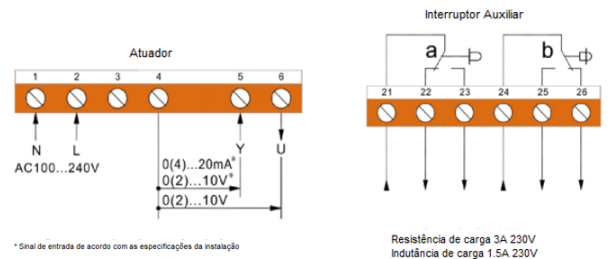 Interruptor Auxiliar
Atuador
a
b
1 2 3 4 5 6
21 22 23 24 25 26
N L Y U
AC100...240V
0(4)...20mA*
0(2)...10V*
0(2)...10V
* Sinal de entrada de acordo com as especificações da instalação
Resistência de carga 3A 230V
Indutância de carga 1.5A 230V